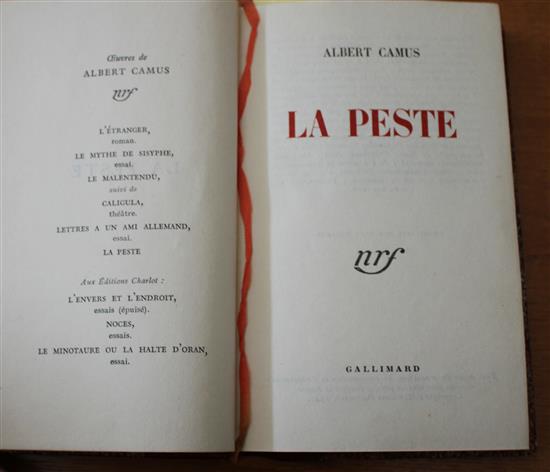 Œuvres de
ALBERT CAMUS
nrf
L'ÉTRANGER,
roman.
LE MYTHE DE SISYPHE,
essai.
LE MALENTENDU,
suivi de
CALIGULA,
théâtre.
LETTRES A UN AMI ALLEMAND,
essai.
LA PESTE
Aux Éditions Charlot :
L'ENVERS ET L'ENDROIT,
essais (épuisé).
NOCES,
essais.
LE MINOTAURE OU LA HALTE D'ORAN,
essai.
ALBERT CAMUS
LA PESTE
nrf
GALLIMARD